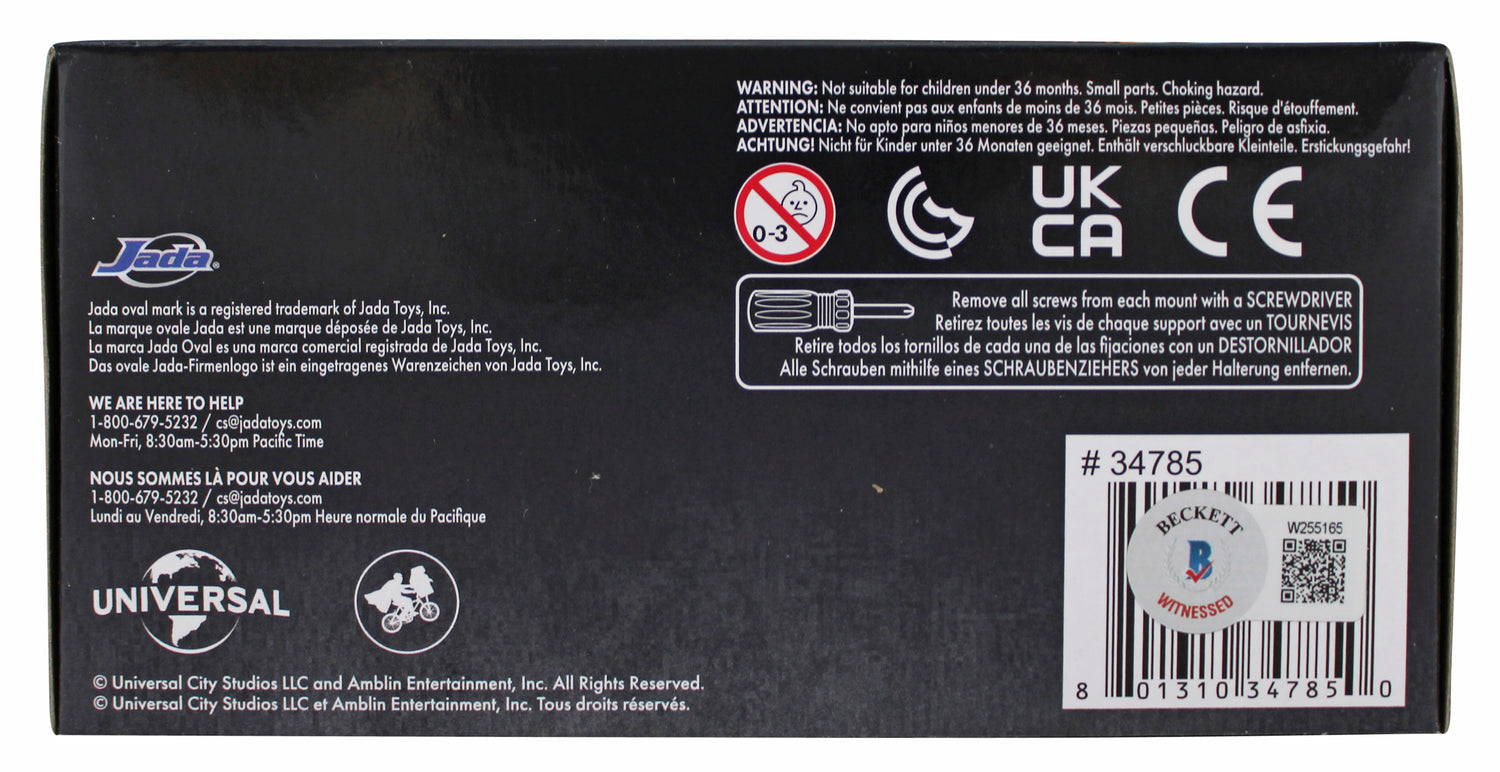 Jada®
Jada oval mark is a registered trademark of Jada Toys, Inc.
La marque ovale Jada est une marque déposée de Jada Toys, Inc.
La marca Jada Oval es una marca comercial registrada de Jada Toys, Inc.
Das ovale Jada-Firmenlogo ist ein eingetragenes Warenzeichen von Jada Toys, Inc.
WE ARE HERE TO HELP
1-800-679-5232 / cs@jadatoys.com
Mon-Fri, 8:30am-5:30pm Pacific Time
NOUS SOMMES LÀ POUR VOUS AIDER
1-800-679-5232 / cs@jadatoys.com
Lundi au Vendredi, 8:30am-5:30pm Heure normale du Pacifique
UNIVERSAL
© Universal City Studios LLC and Amblin Entertainment, Inc. All Rights Reserved.
© Universal City Studios LLC et Amblin Entertainment, Inc. Tous droits réservés.
WARNING: Not suitable for children under 36 months. Small parts. Choking hazard.
ATTENTION: Ne convient pas aux enfants de moins de 36 mois. Petites pièces. Risque d'étouffement.
ADVERTENCIA: No apto para niños menores de 36 meses. Piezas pequeñas. Peligro de asfixia.
ACHTUNG! Nicht für Kinder unter 36 Monaten geeignet. Enthält verschluckbare Kleinteile. Erstickungsgefahr!
0-3
UK
CA
CE
Remove all screws from each mount with a SCREWDRIVER
Retirez toutes les vis de chaque support avec un TOURNEVIS
Retire todos los tornillos de cada una de las fijaciones con un DESTORNILLADOR
Alle Schrauben mithilfe eines SCHRAUBENZIEHERS von jeder Halterung entfernen.
# 34785
BECKETT
B
WITNESSED
W255165
8 01310 34785 0